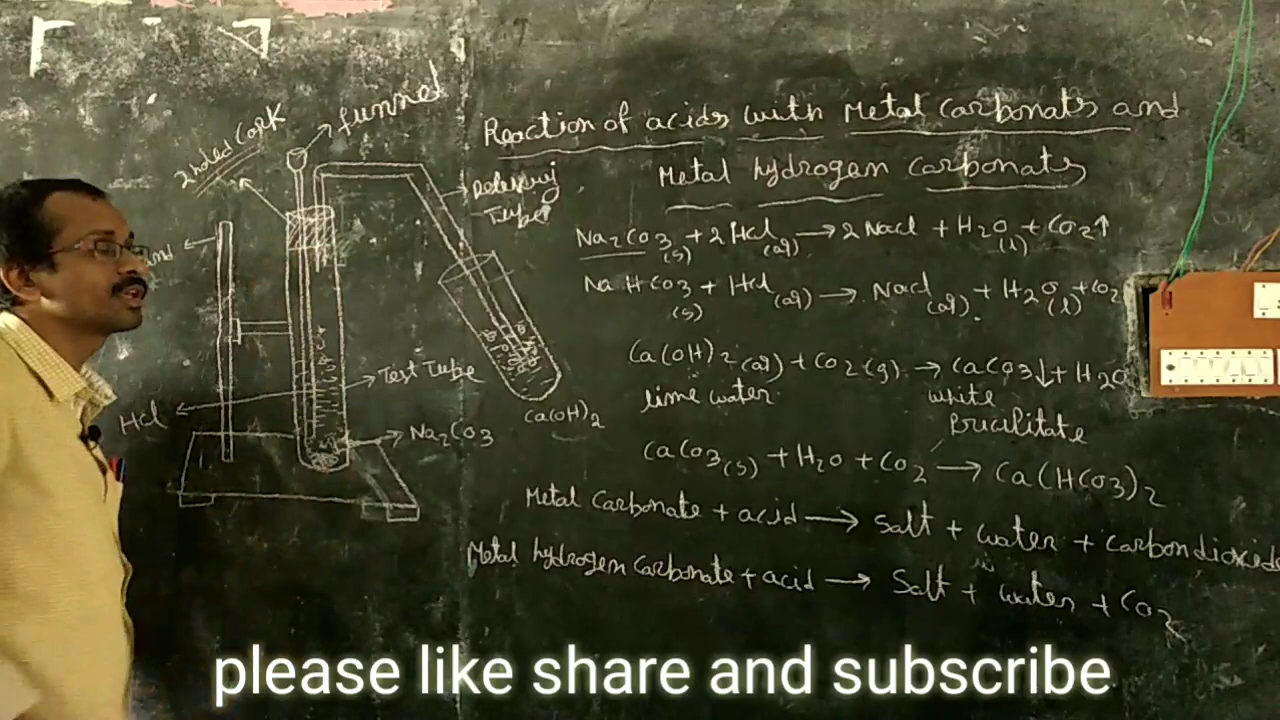 funnel
2 holed Cork
Delivery
Tube
Test Tube
Hcl
Na2Co3
Ca(OH)2
Reaction of acids with Metal carbonats and
Metal hydrogen carbonats
Na2Co3(s) + 2Hcl(aq) → 2Nacl + H2O(l) + Co2↑
NaHCo3(s) + Hcl(aq) → Nacl(aq) + H2O(l) + Co2
Ca(OH)2(aq) + Co2(g) → CaCo3↓ + H2O
lime water
white
CaCo3(s) + H2O + Co2 → Ca(HCo3)2
Metal Carbonate + acid → Salt + water + carbondioxide
Metal hydrogen Carbonate + acid → Salt + water + Co2
please like share and subscribe